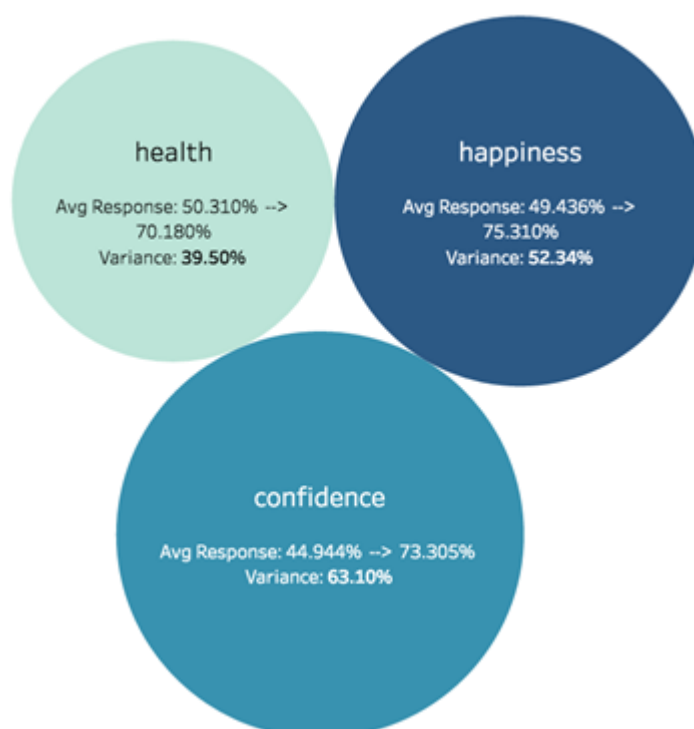 health
Avg Response: 50.310% -->
70.180%
Variance: 39.50%
happiness
Avg Response: 49.436% -->
75.310%
Variance: 52.34%
confidence
Avg Response: 44.944% --> 73.305%
Variance: 63.10%